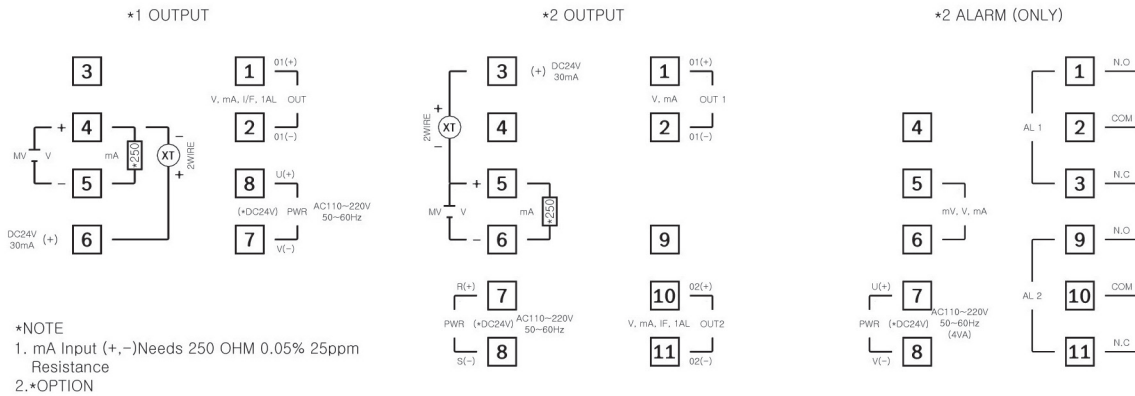 *1 OUTPUT
3
1
01(+)
V, mA, I/F, 1AL
OUT
2
01(-)
+
4
-
MV
V
mA
*250
XT
2WIRE
+
-
5
8
U(+)
(*DC24V)
PWR
AC110~220V
50~60Hz
7
V(-)
DC24V
30mA
(+)
6
*NOTE
1. mA Input (+,-)Needs 250 OHM 0.05% 25ppm
Resistance
2.*OPTION
*2 OUTPUT
3
(+)
DC24V
30mA
1
01(+)
V, mA
OUT 1
2
01(-)
+
XT
2WIRE
-
4
+
5
MV
V
mA
*250
-
6
9
R(+)
7
PWR
(*DC24V)
AC110~220V
50~60Hz
S(-)
8
10
02(+)
V, mA, IF, 1AL
OUT2
11
02(-)
*2 ALARM (ONLY)
4
5
mV, V, mA
6
U(+)
7
PWR
(*DC24V)
AC110~220V
50~60Hz
(4VA)
V(-)
8
1
N.O
AL 1
2
COM
3
N.C
9
N.O
AL 2
10
COM
11
N.C